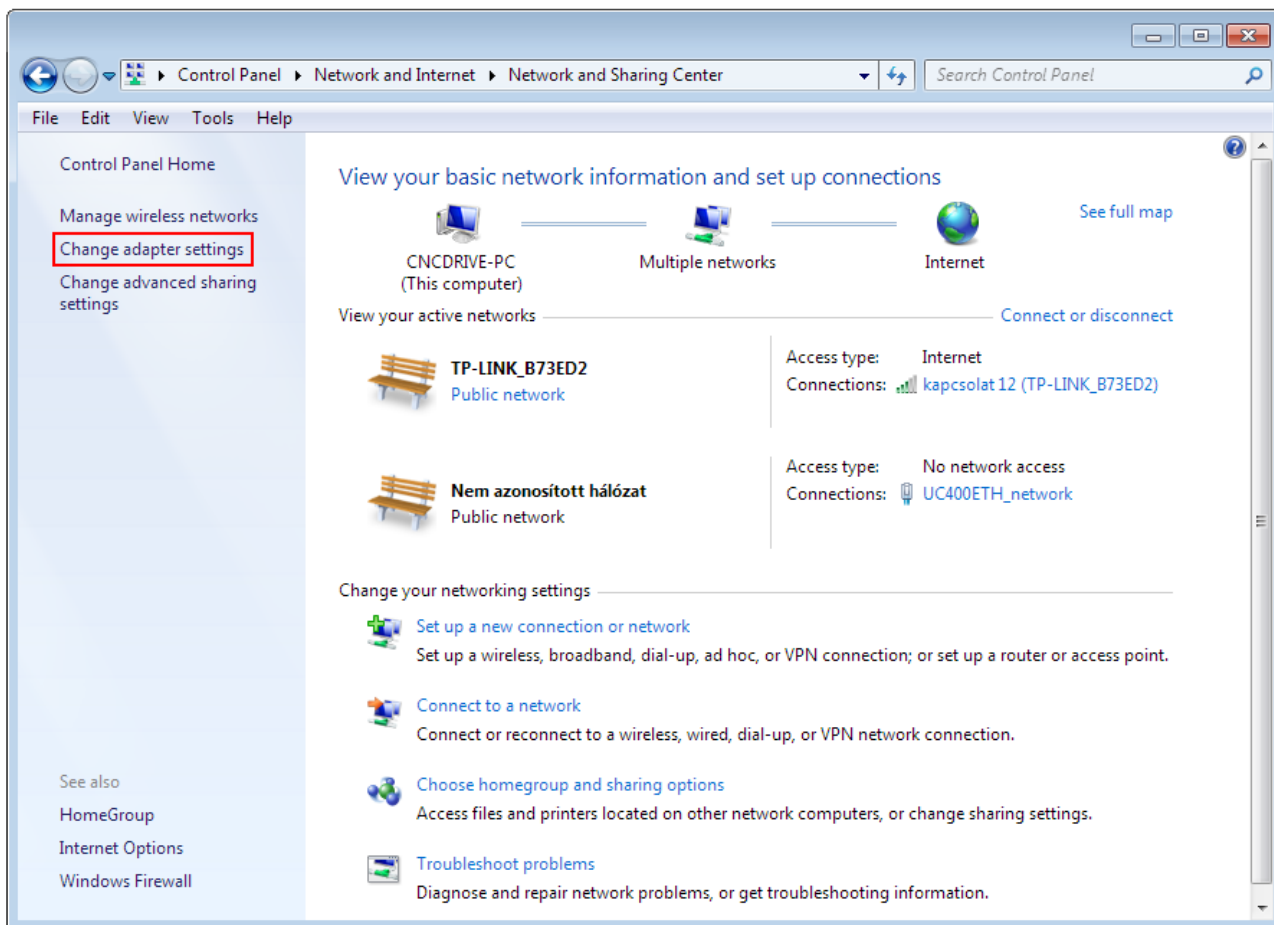 Control Panel ▸ Network and Internet ▸ Network and Sharing Center
Search Control Panel
File Edit View Tools Help
Control Panel Home
Manage wireless networks
Change adapter settings
Change advanced sharing
settings
See also
HomeGroup
Internet Options
Windows Firewall
View your basic network information and set up connections
See full map
CNCDRIVE-PC
(This computer)
Multiple networks
Internet
View your active networks
Connect or disconnect
TP-LINK_B73ED2
Public network
Access type: Internet
Connections: kapcsolat 12 (TP-LINK_B73ED2)
Nem azonosított hálózat
Public network
Access type: No network access
Connections: UC400ETH_network
Change your networking settings
Set up a new connection or network
Set up a wireless, broadband, dial-up, ad hoc, or VPN connection; or set up a router or access point.
Connect to a network
Connect or reconnect to a wireless, wired, dial-up, or VPN network connection.
Choose homegroup and sharing options
Access files and printers located on other network computers, or change sharing settings.
Troubleshoot problems
Diagnose and repair network problems, or get troubleshooting information.